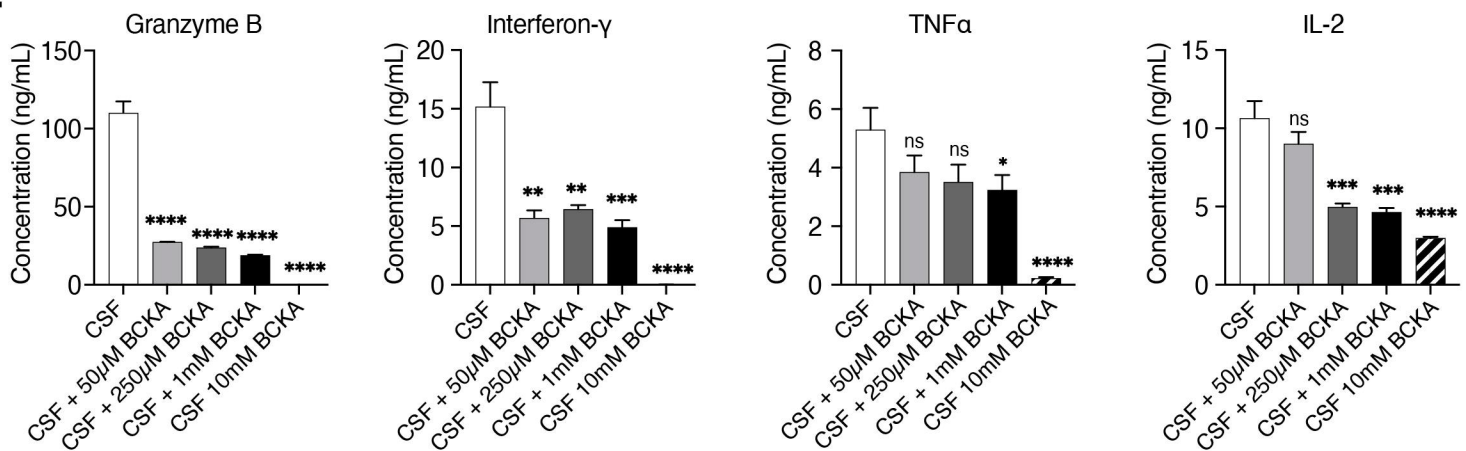 Granzyme B
Concentration (ng/mL)
150
100
50
0
****
****
****
****
CSF
CSF + 50µM BCKA
CSF + 250µM BCKA
CSF + 1mM BCKA
CSF 10mM BCKA
Interferon-γ
Concentration (ng/mL)
20
15
10
5
0
**
**
***
****
CSF
CSF + 50µM BCKA
CSF + 250µM BCKA
CSF + 1mM BCKA
CSF 10mM BCKA
TNFα
Concentration (ng/mL)
8
6
4
2
0
ns
ns
*
****
CSF
CSF + 50µM BCKA
CSF + 250µM BCKA
CSF + 1mM BCKA
CSF 10mM BCKA
IL-2
Concentration (ng/mL)
15
10
5
0
ns
***
***
****
CSF
CSF + 50µM BCKA
CSF + 250µM BCKA
CSF + 1mM BCKA
CSF 10mM BCKA